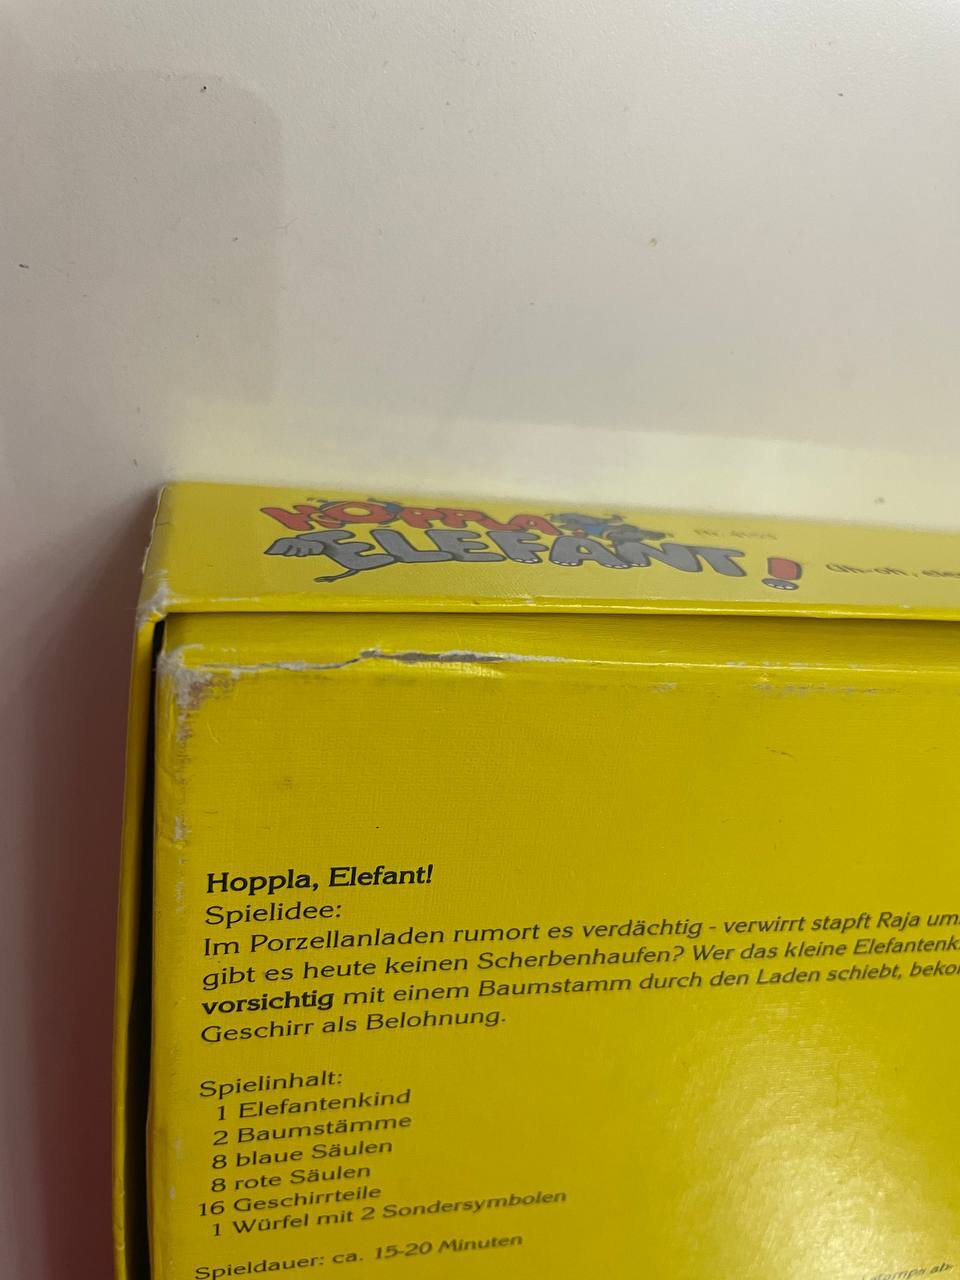 HOPPLA
ELEFANT!
Uh-oh, ele
Hoppla, Elefant!
Spielidee:
Im Porzellanladen rumort es verdächtig - verwirrt stapft Raja um
gibt es heute keinen Scherbenhaufen? Wer das kleine Elefantenk
vorsichtig mit einem Baumstamm durch den Laden schiebt, beko
Geschirr als Belohnung.
Spielinhalt:
1 Elefantenkind
2 Baumstämme
8 blaue Säulen
8 rote Säulen
16 Geschirrteile
1 Würfel mit 2 Sondersymbolen
Spieldauer: ca. 15-20 Minuten